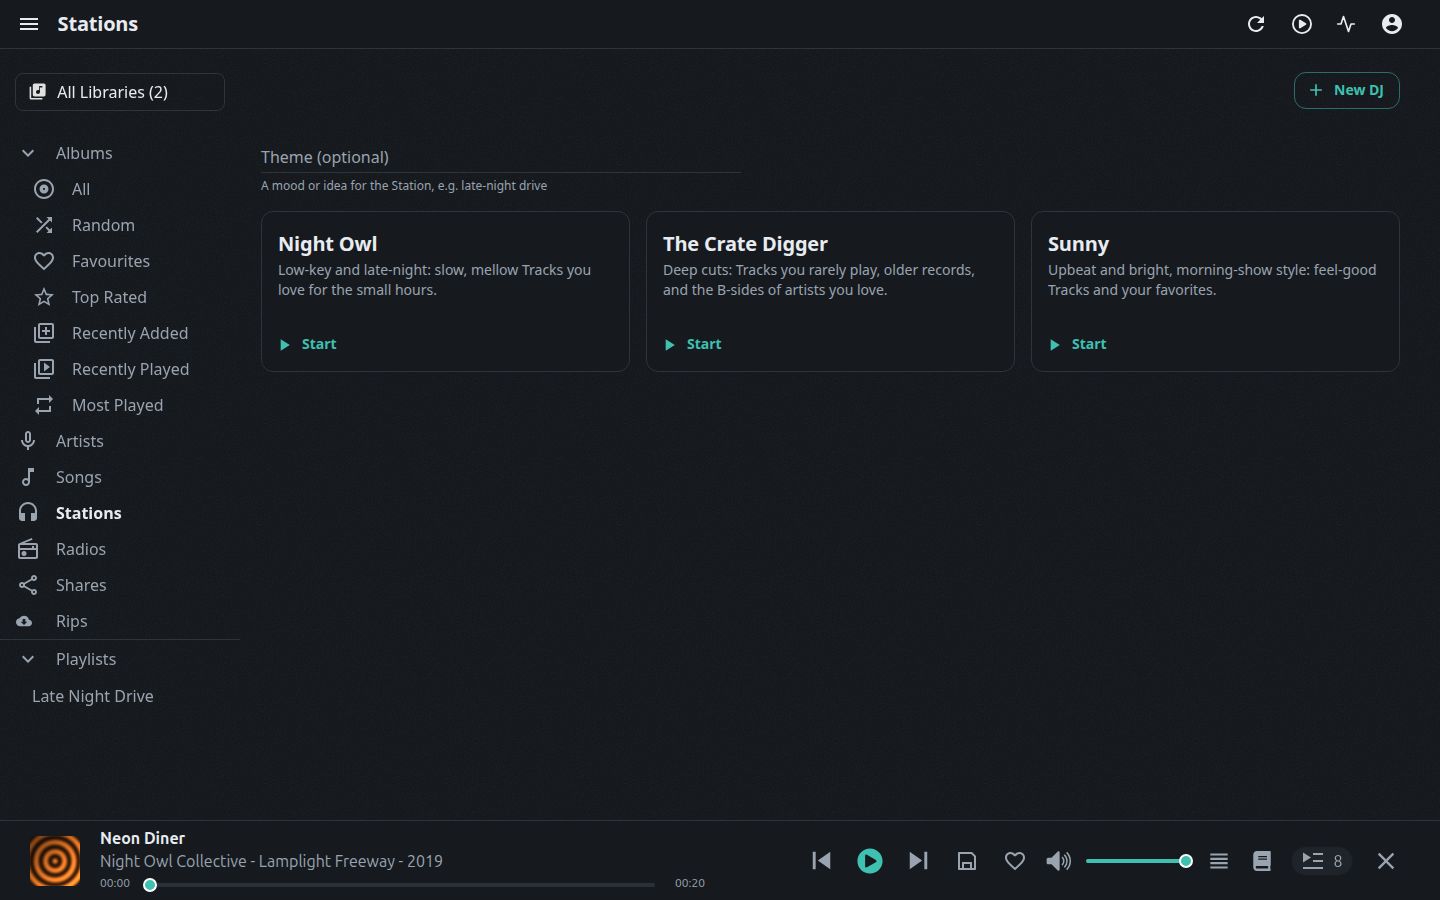 Stations
All Libraries (2)
New DJ
Albums
All
Random
Favourites
Top Rated
Recently Added
Recently Played
Most Played
Artists
Songs
Stations
Radios
Shares
Rips
Playlists
Late Night Drive
Theme (optional)
A mood or idea for the Station, e.g. late-night drive
Night Owl
Low-key and late-night: slow, mellow Tracks you
love for the small hours.
Start
The Crate Digger
Deep cuts: Tracks you rarely play, older records,
and the B-sides of artists you love.
Start
Sunny
Upbeat and bright, morning-show style: feel-good
Tracks and your favorites.
Start
Neon Diner
Night Owl Collective - Lamplight Freeway - 2019
00:00
00:20
8